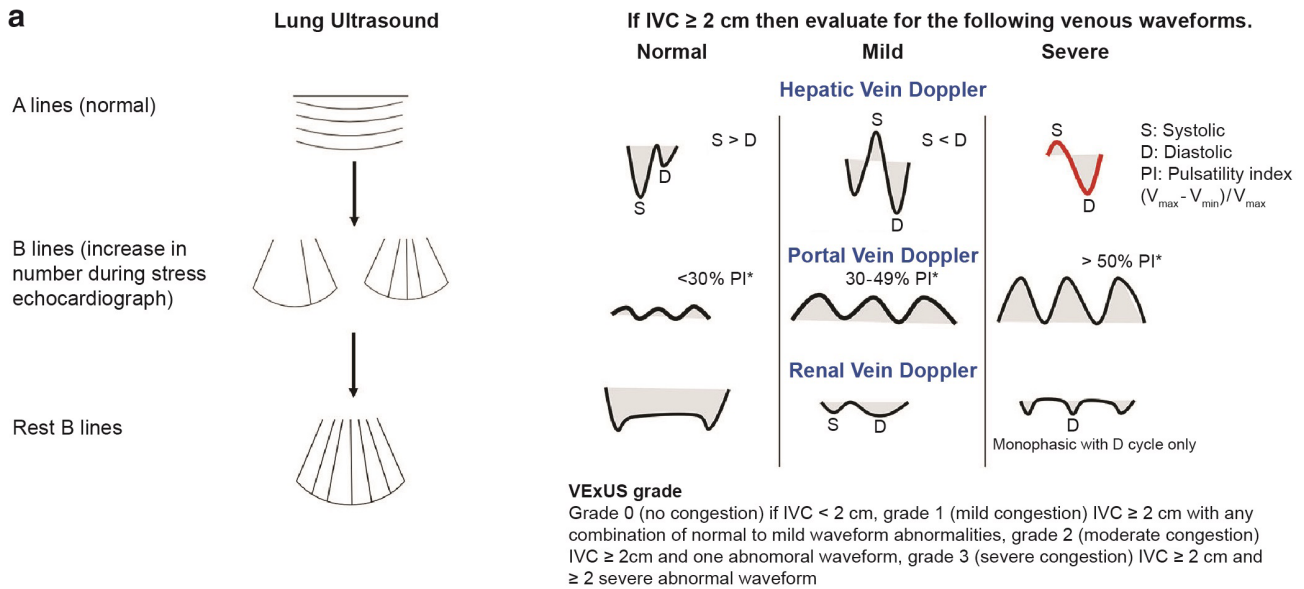 a
Lung Ultrasound
A lines (normal)
B lines (increase in
number during stress
echocardiograph)
Rest B lines
If IVC ≥ 2 cm then evaluate for the following venous waveforms.
Normal
Mild
Severe
Hepatic Vein Doppler
S > D
S
D
S < D
S
D
S
D
S: Systolic
D: Diastolic
PI: Pulsatility index
(Vmax - Vmin)/Vmax
Portal Vein Doppler
<30% PI*
30-49% PI*
> 50% PI*
Renal Vein Doppler
S
D
D
Monophasic with D cycle only
VExUS grade
Grade 0 (no congestion) if IVC < 2 cm, grade 1 (mild congestion) IVC ≥ 2 cm with any
combination of normal to mild waveform abnormalities, grade 2 (moderate congestion)
IVC ≥ 2cm and one abnomoral waveform, grade 3 (severe congestion) IVC ≥ 2 cm and
≥ 2 severe abnormal waveform